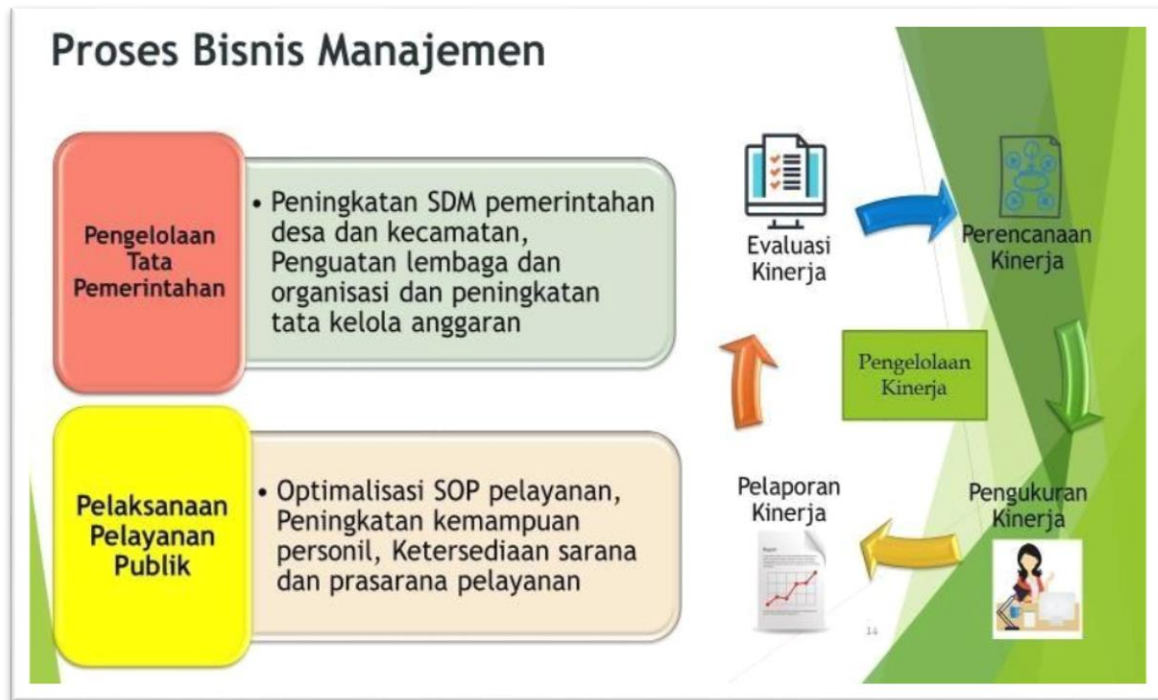 Proses Bisnis Manajemen
Pengelolaan
Tata
Pemerintahan
• Peningkatan SDM pemerintahan
desa dan kecamatan,
Penguatan lembaga dan
organisasi dan peningkatan
tata kelola anggaran
Pelaksanaan
Pelayanan
Publik
• Optimalisasi SOP pelayanan,
Peningkatan kemampuan
personil, Ketersediaan sarana
dan prasarana pelayanan
Evaluasi
Kinerja
Perencanaan
Kinerja
Pengelolaan
Kinerja
Pelaporan
Kinerja
Pengukuran
Kinerja
14